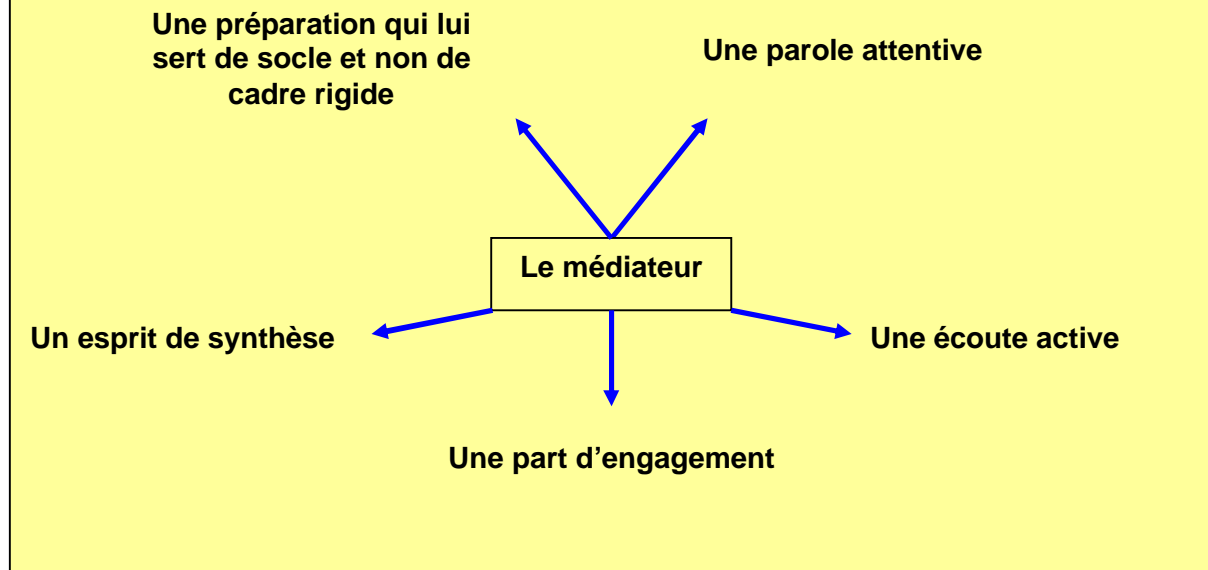 Une préparation qui lui
sert de socle et non de
cadre rigide
Une parole attentive
Le médiateur
Un esprit de synthèse
Une écoute active
Une part d’engagement